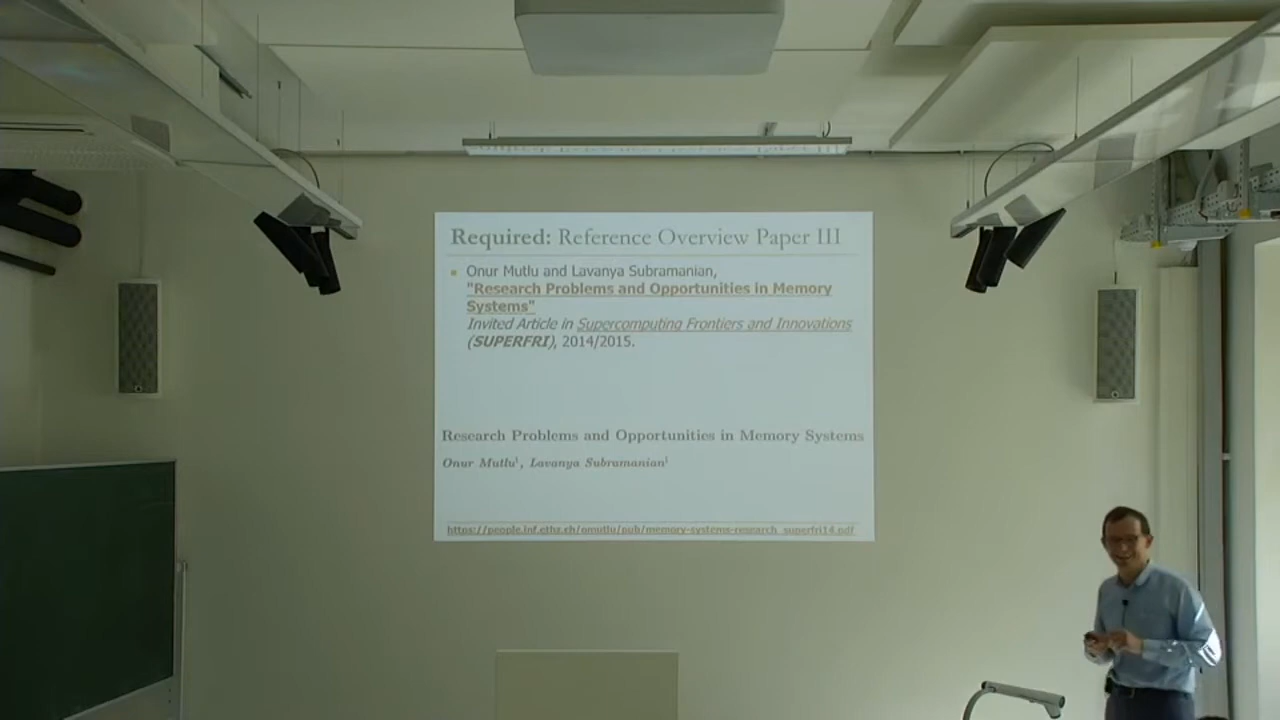 Required: Reference Overview Paper III
Onur Mutlu and Lavanya Subramanian,
"Research Problems and Opportunities in Memory
Systems"
Invited Article in Supercomputing Frontiers and Innovations
(SUPERFRI), 2014/2015.
Research Problems and Opportunities in Memory Systems
Onur Mutlu¹, Lavanya Subramanian¹
https://people.inf.ethz.ch/omutlu/pub/memory-systems-research_superfri14.pdf